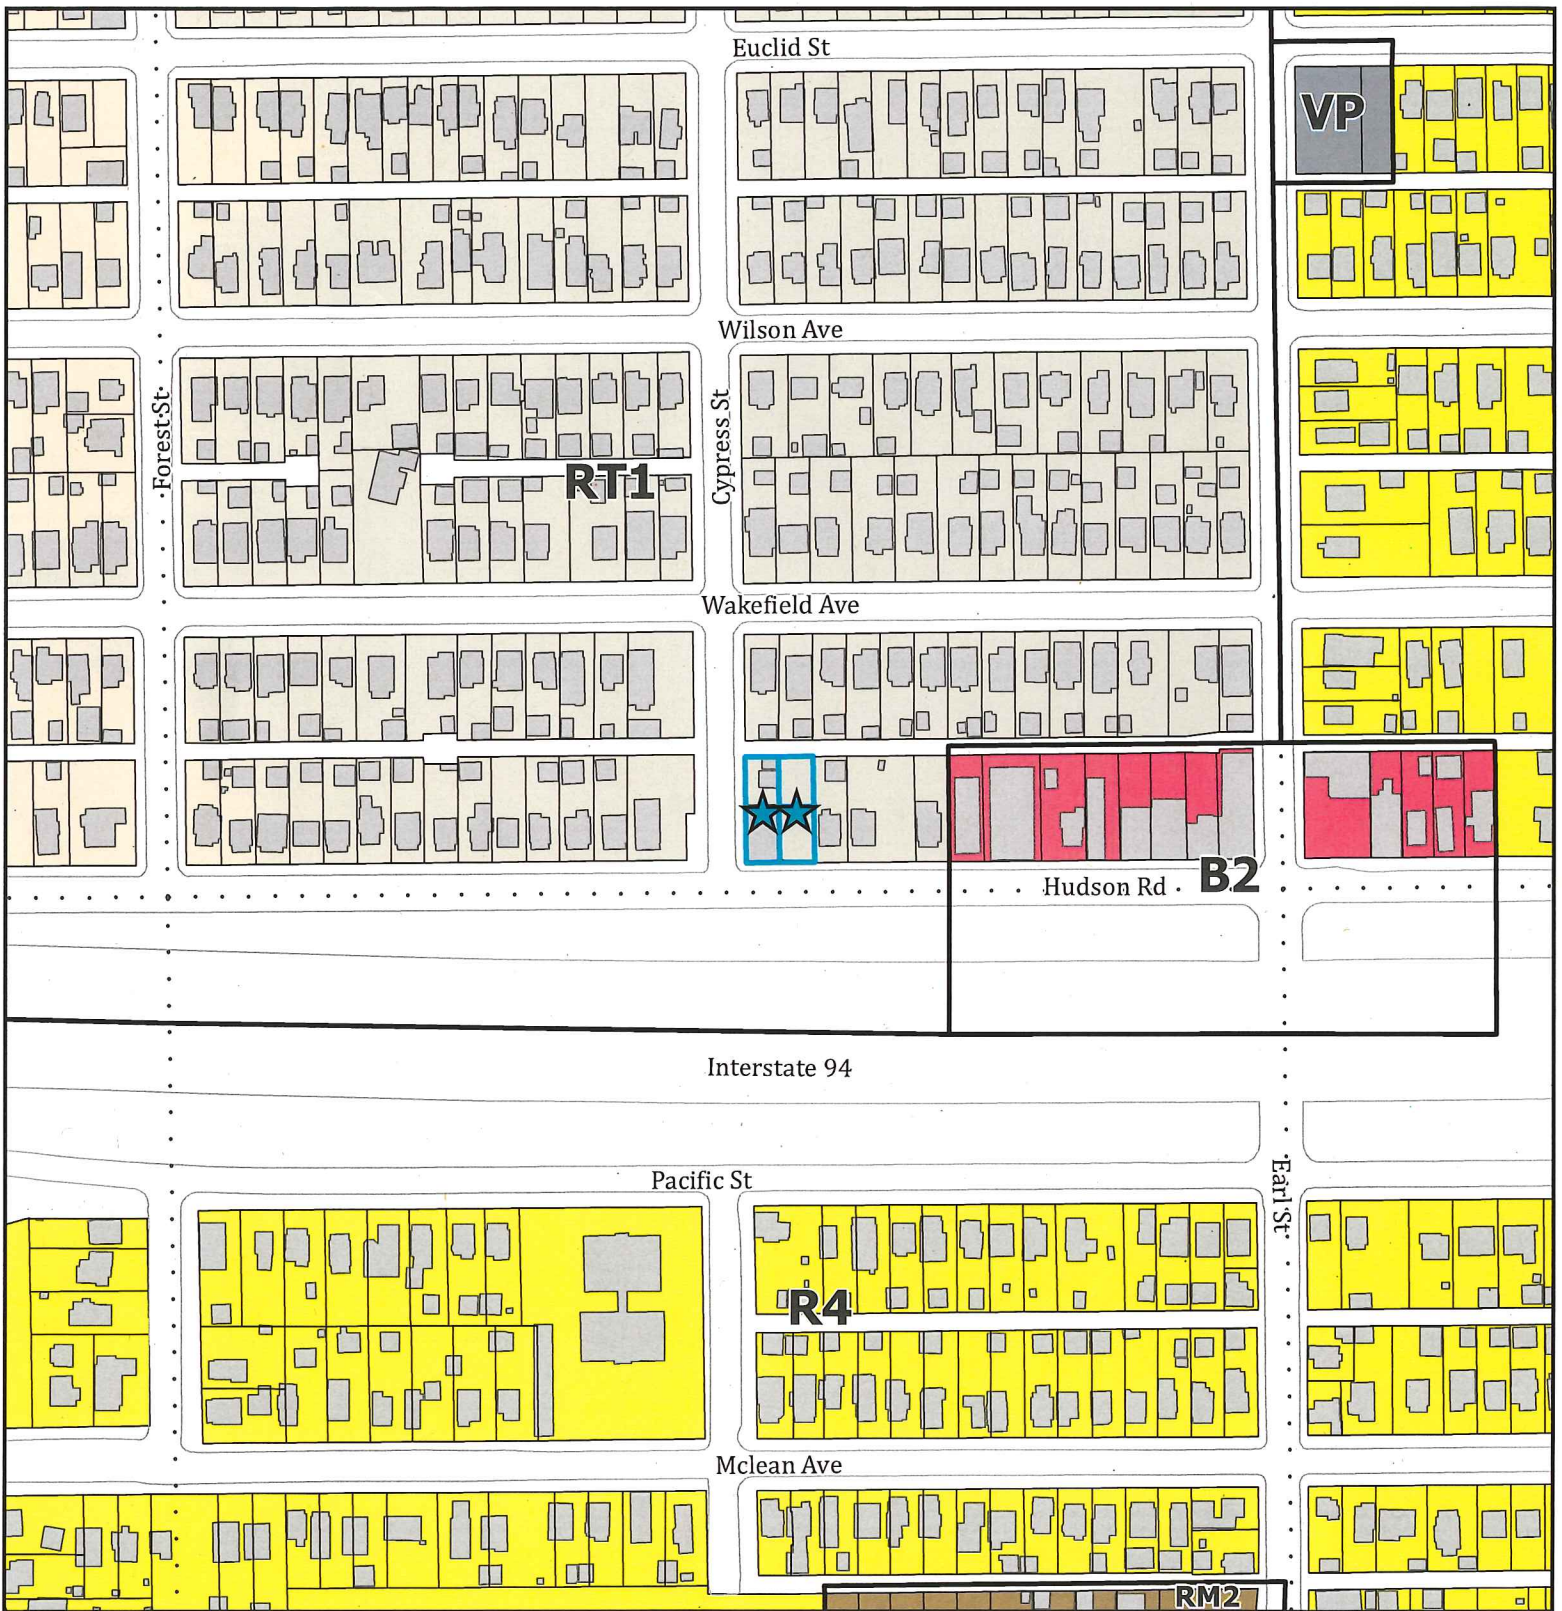 Euclid St
VP
Wilson Ave
Forest St
Cypress St
RT1
Wakefield Ave
Hudson Rd
B2
Interstate 94
Pacific St
Earl St
R4
Mclean Ave
RM2